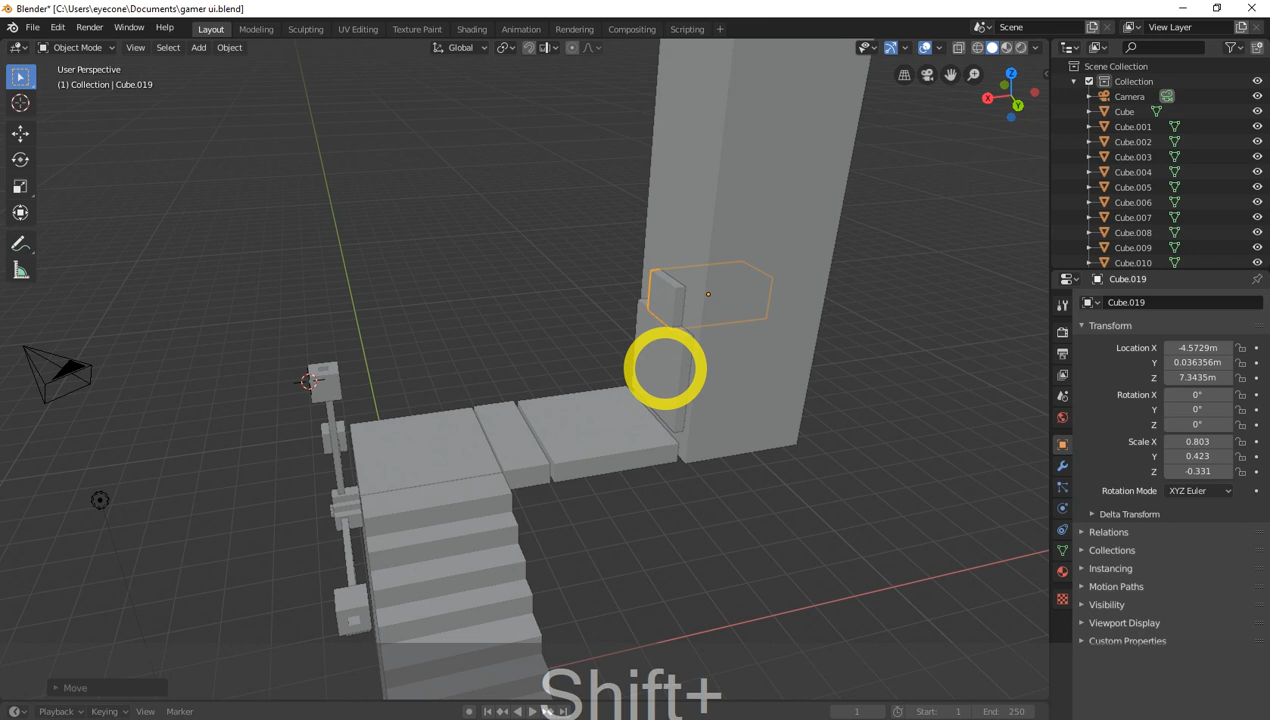 Blender* [C:\Users\eyecone\Documents\gamer ui.blend]
File Edit Render Window Help Layout Modeling Sculpting UV Editing Texture Paint Shading Animation Rendering Compositing Scripting + Scene View Layer
Object Mode View Select Add Object Global
User Perspective
(1) Collection | Cube.019
Z
X
Y
Scene Collection
Collection
Camera
Cube
Cube.001
Cube.002
Cube.003
Cube.004
Cube.005
Cube.006
Cube.007
Cube.008
Cube.009
Cube.010
Cube.019
Cube.019
Transform
Location X -4.5729m
Y 0.036356m
Z 7.3435m
Rotation X 0°
Y 0°
Z 0°
Scale X 0.803
Y 0.423
Z -0.331
Rotation Mode XYZ Euler
Delta Transform
Relations
Collections
Instancing
Motion Paths
Visibility
Viewport Display
Custom Properties
Move
Shift+
Playback Keying View Marker 1 Start: 1 End: 250